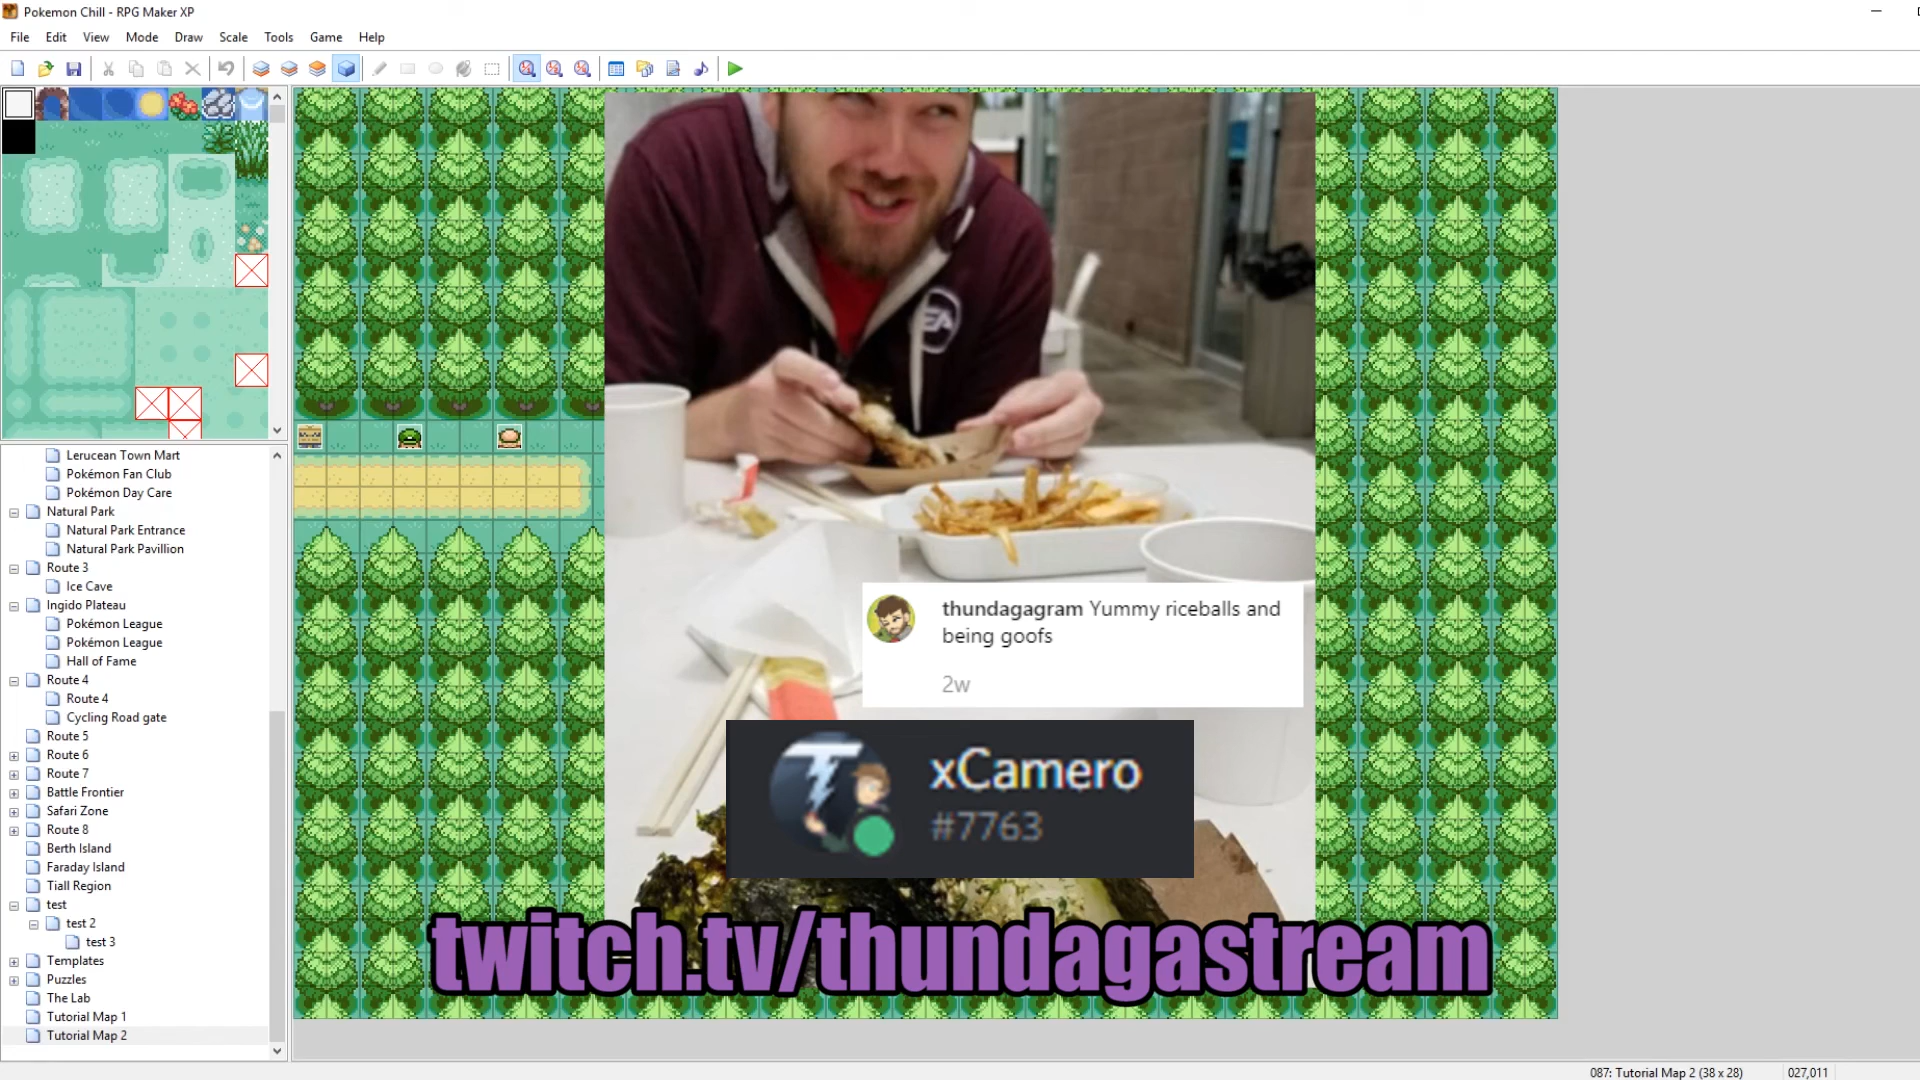 Pokemon Chill - RPG Maker XP
File Edit View Mode Draw Scale Tools Game Help
Lerucean Town Mart
Pokémon Fan Club
Pokémon Day Care
Natural Park
Natural Park Entrance
Natural Park Pavillion
Route 3
Ice Cave
Ingido Plateau
Pokémon League
Pokémon League
Hall of Fame
Route 4
Route 4
Cycling Road gate
Route 5
Route 6
Route 7
Battle Frontier
Safari Zone
Route 8
Berth Island
Faraday Island
Tiall Region
test
test 2
test 3
Templates
Puzzles
The Lab
Tutorial Map 1
Tutorial Map 2
EA
thundagagram Yummy riceballs and
being goofs
2w
xCamero
#7763
twitch.tv/thundagastream
087: Tutorial Map 2 (38 x 28) 027,011